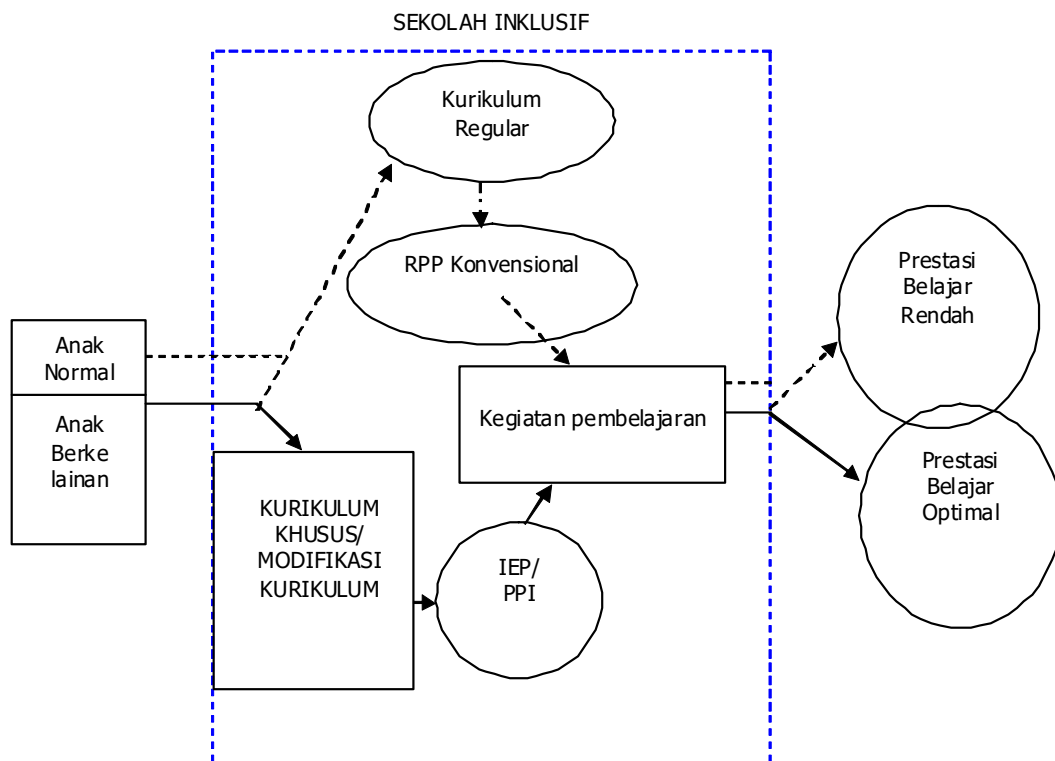 SEKOLAH INKLUSIF
Kurikulum
Regular
RPP Konvensional
Anak
Normal
Anak
Berke
lainan
Kegiatan pembelajaran
KURIKULUM
KHUSUS/
MODIFIKASI
KURIKULUM
IEP/
PPI
Prestasi
Belajar
Rendah
Prestasi
Belajar
Optimal